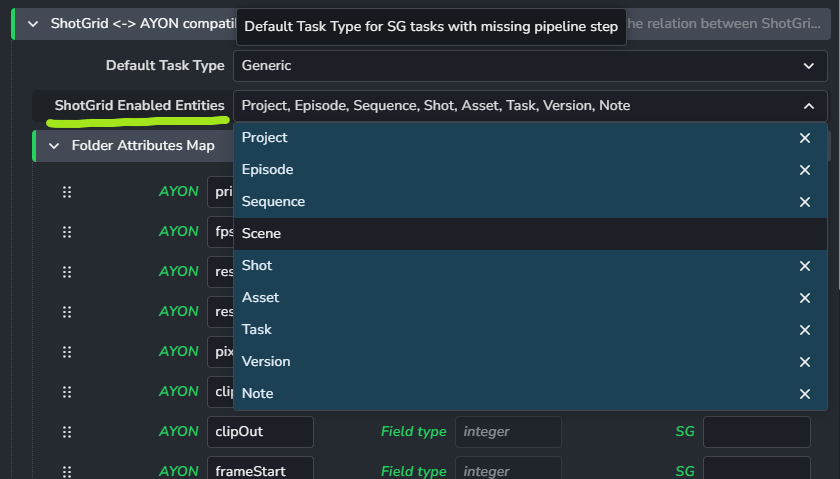 ShotGrid <-> AYON compati
Default Task Type for SG tasks with missing pipeline step
he relation between ShotGri...
Default Task Type
Generic
ShotGrid Enabled Entities
Project, Episode, Sequence, Shot, Asset, Task, Version, Note
Folder Attributes Map
Project
Episode
Sequence
Scene
Shot
Asset
Task
Version
Note
AYON pri
AYON fps
AYON res
AYON res
AYON pix
AYON clip
AYON clipOut Field type integer SG
AYON frameStart Field type integer SG